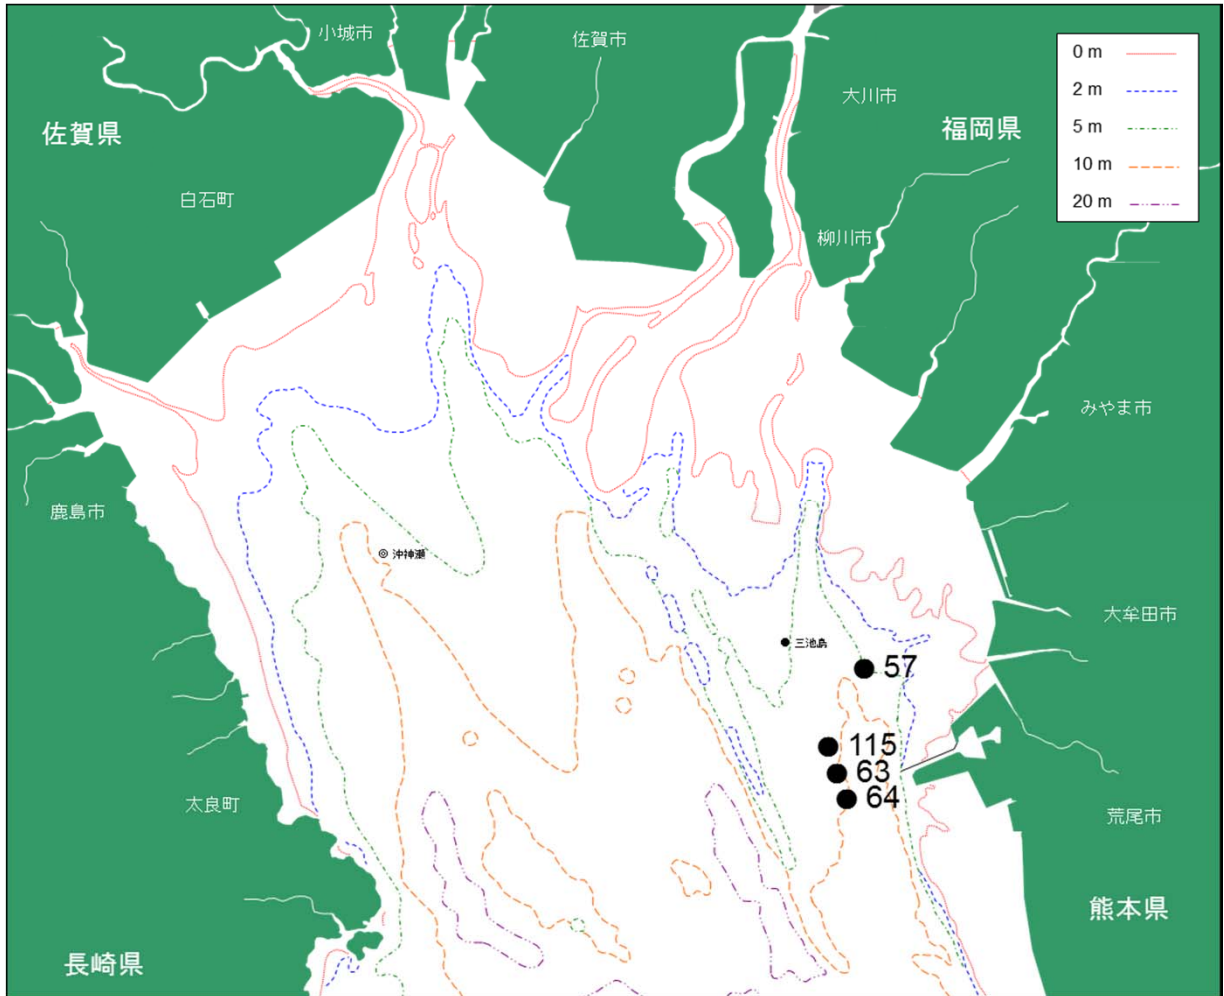 小城市
佐賀市
0 m
2 m
5 m
10 m
20 m
大川市
福岡県
佐賀県
白石町
柳川市
みやま市
鹿島市
沖神瀬
大牟田市
三池島
57
115
63
64
太良町
荒尾市
熊本県
長崎県